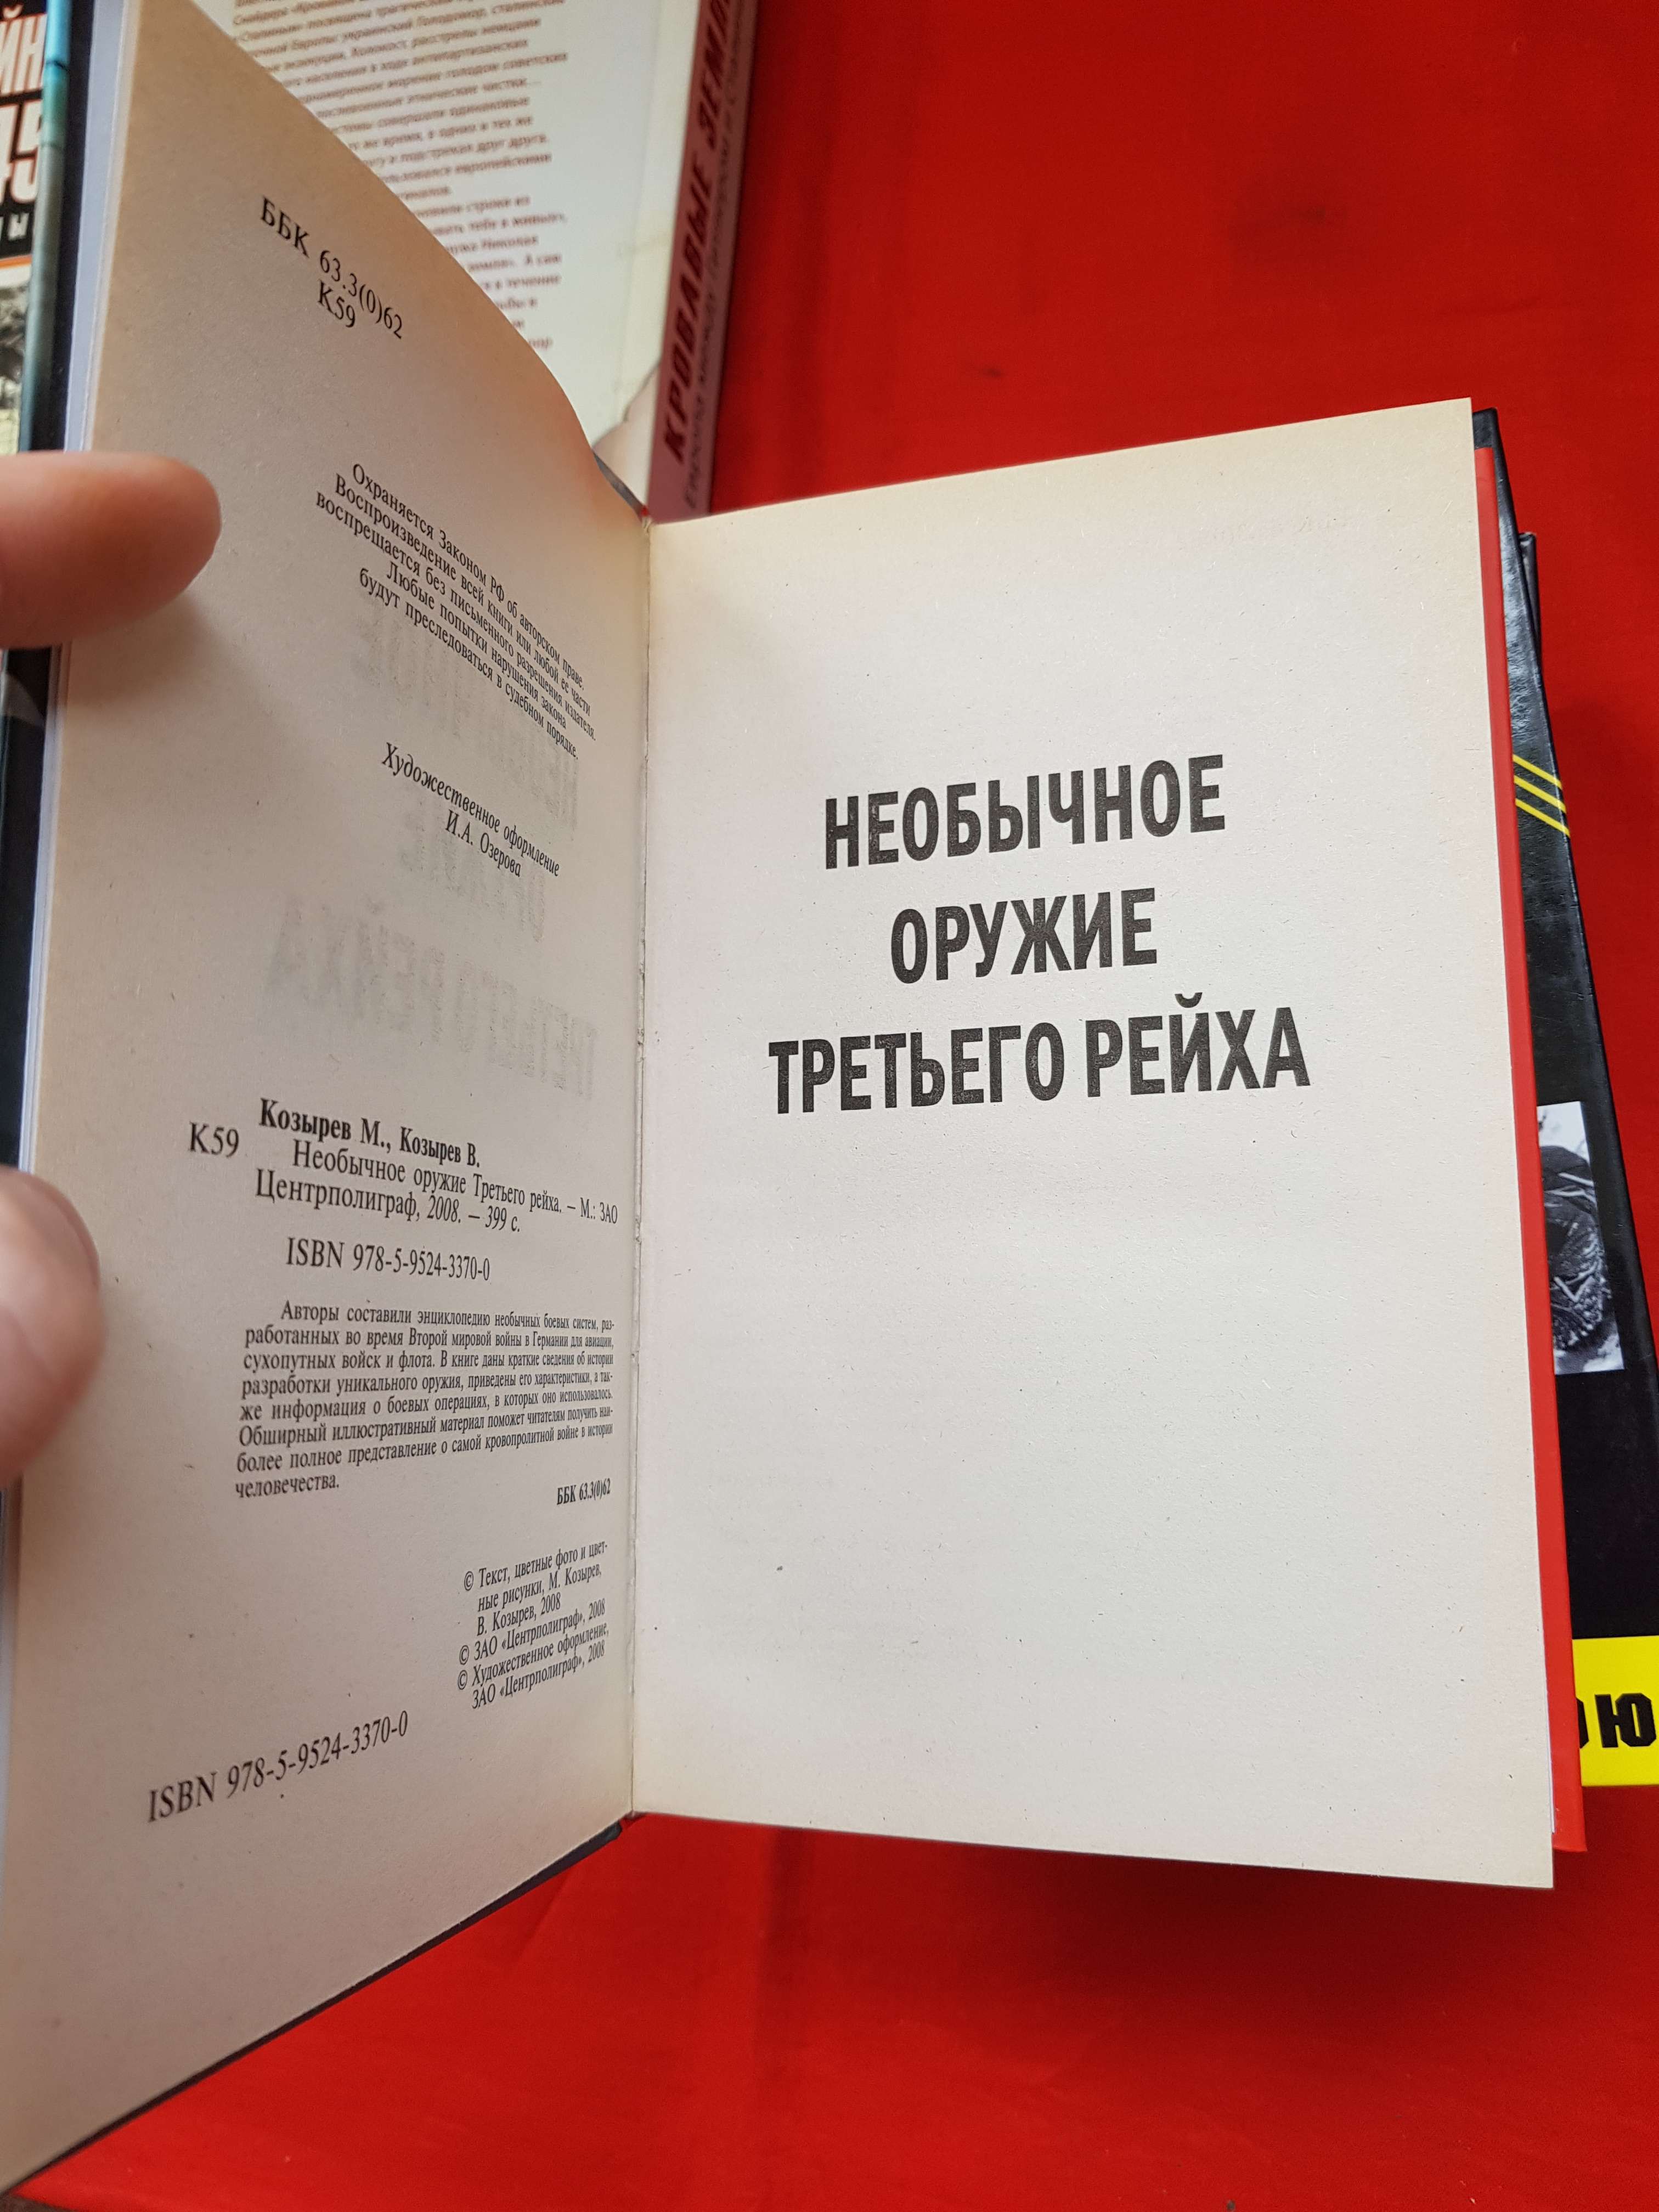 ББК 63.3(0)62
К59
Охраняется Законом РФ об авторском праве.
Воспроизведение всей книги или любой ее части
воспрещается без письменного разрешения издателя.
Любые попытки нарушения закона
будут преследоваться в судебном порядке.
Художественное оформление
И.А. Озерова
Козырев М., Козырев В.
К59 Необычное оружие Третьего рейха. – М.: ЗАО
Центрполиграф, 2008. – 399 с.
ISBN 978-5-9524-3370-0
Авторы составили энциклопедию необычных боевых систем, раз-
работанных во время Второй мировой войны в Германии для авиации,
сухопутных войск и флота. В книге даны краткие сведения об истории
разработки уникального оружия, приведены его характеристики, а так-
же информация о боевых операциях, в которых оно использовалось.
Обширный иллюстративный материал поможет читателям получить наи-
более полное представление о самой кровопролитной войне в истории
человечества.
ББК 63.3(0)62
© Текст, цветные фото и цвет-
ные рисунки, М. Козырев,
В. Козырев, 2008
© ЗАО «Центрполиграф», 2008
© Художественное оформление,
ЗАО «Центрполиграф», 2008
ISBN 978-5-9524-3370-0
НЕОБЫЧНОЕ
ОРУЖИЕ
ТРЕТЬЕГО РЕЙХА
КРОВАВЫЕ